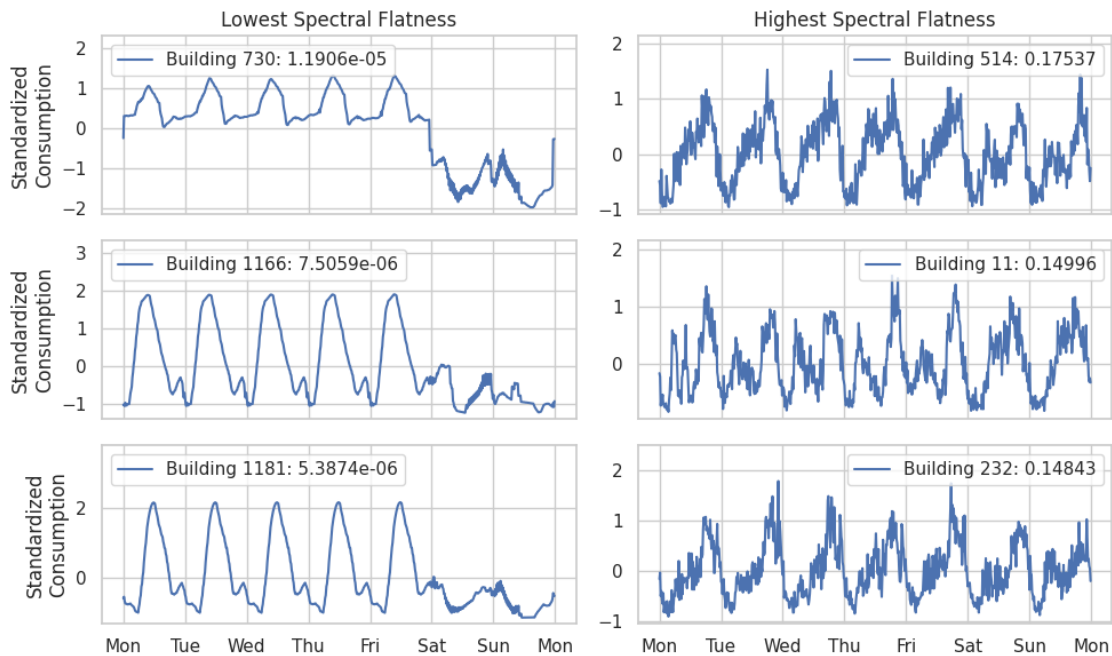 Lowest Spectral Flatness
Highest Spectral Flatness
Standardized
Consumption
2
1
0
−1
−2
Building 730: 1.1906e-05
2
1
0
−1
Building 514: 0.17537
Standardized
Consumption
3
2
1
0
−1
Building 1166: 7.5059e-06
2
1
0
Building 11: 0.14996
Standardized
Consumption
2
0
Building 1181: 5.3874e-06
2
1
0
−1
Building 232: 0.14843
Mon Tue Wed Thu Fri Sat Sun Mon
Mon Tue Wed Thu Fri Sat Sun Mon